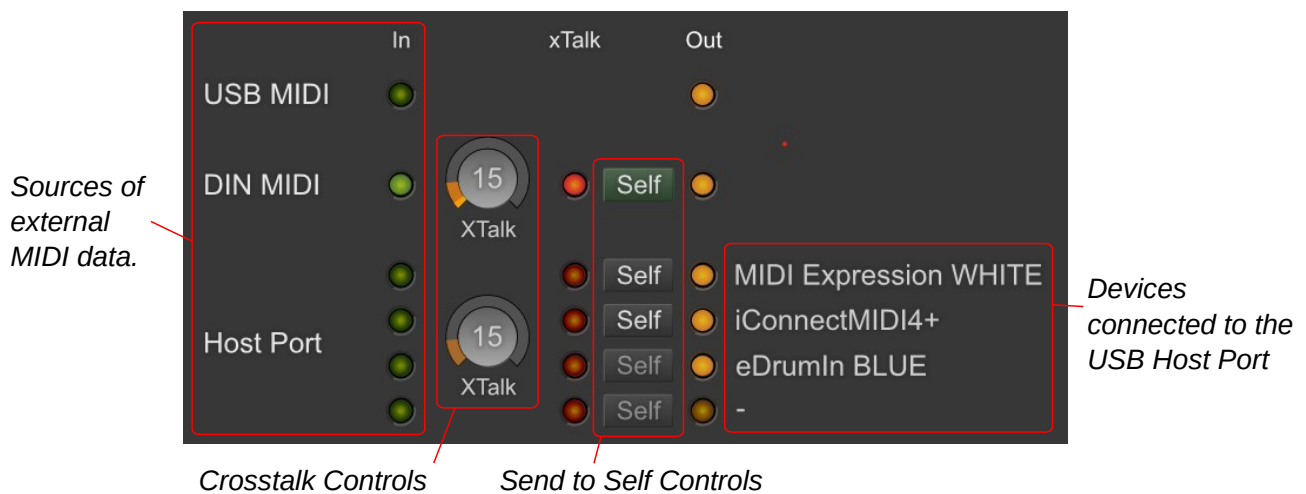 In xTalk Out
USB MIDI
Sources of
external
MIDI data.
DIN MIDI 15 Self
XTalk
Self MIDI Expression WHITE
Self iConnectMIDI4+
Host Port 15
Self eDrumIn BLUE
XTalk
Self -
Devices
connected to the
USB Host Port
Crosstalk Controls Send to Self Controls